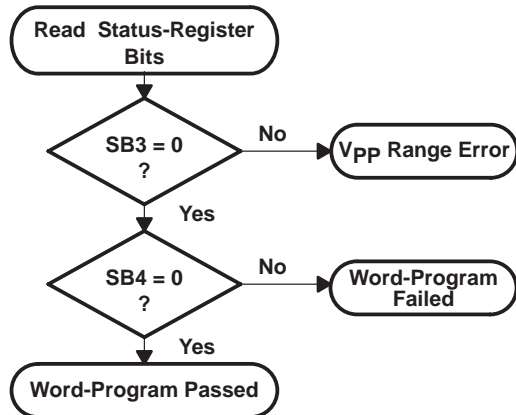 Read Status-Register
Bits
SB3 = 0
?
No
VPP Range Error
Yes
SB4 = 0
?
No
Word-Program
Failed
Yes
Word-Program Passed